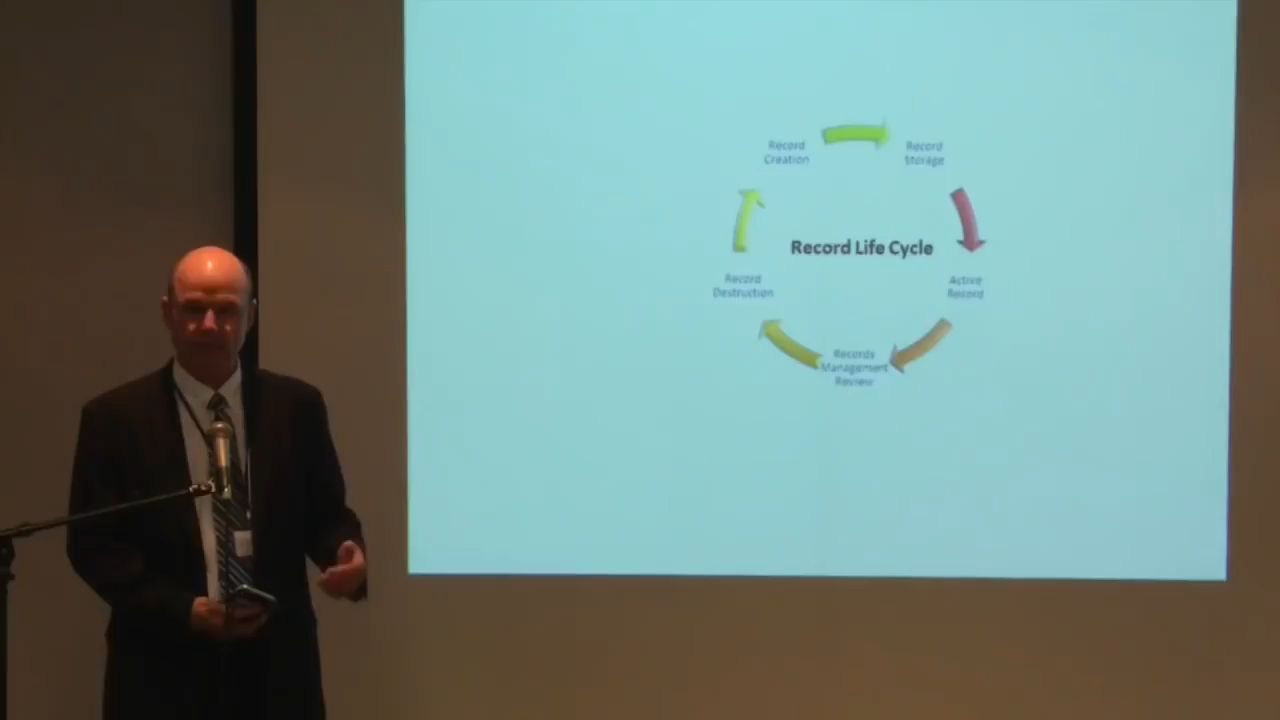 Record
Creation
Record
Storage
Record Life Cycle
Active
Record
Records
Management
Review
Record
Destruction